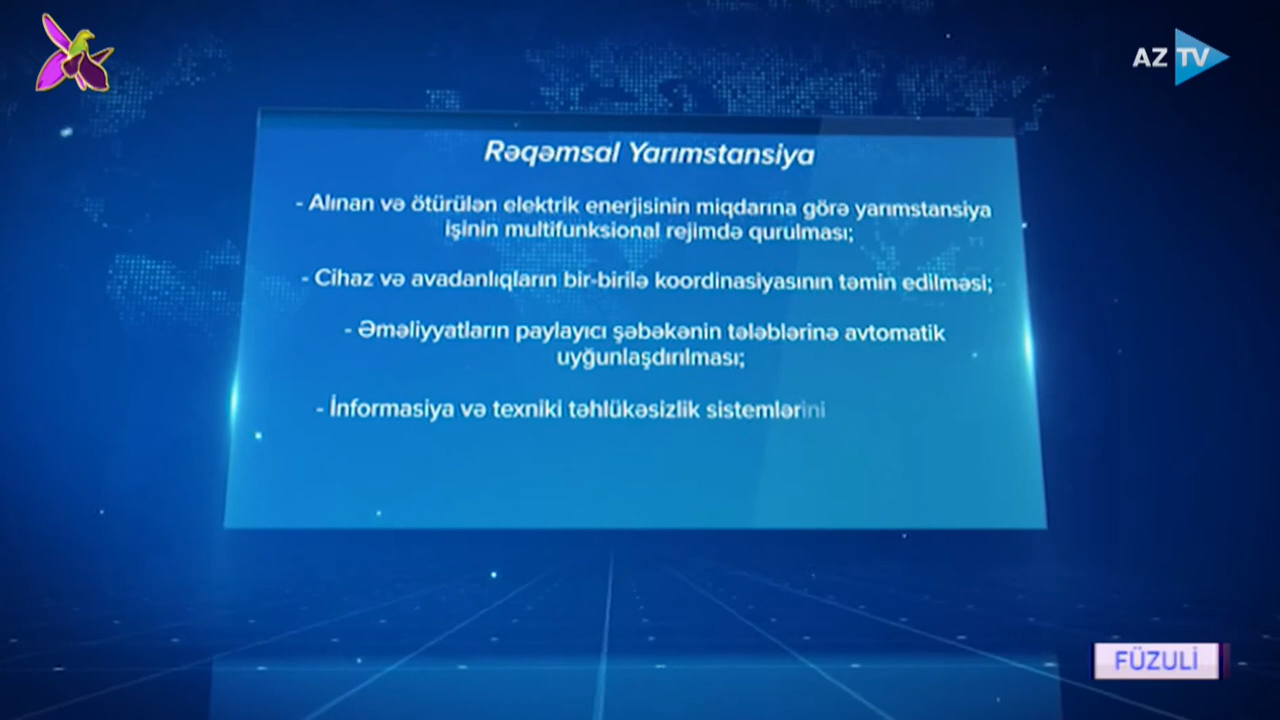 AZ TV
Rəqəmsal Yarımstansiya
- Alınan və ötürülən elektrik enerjisinin miqdarına görə yarımstansiya
işinin multifunksional rejimdə qurulması;
- Cihaz və avadanlıqların bir-birilə koordinasiyasının təmin edilməsi;
- Əməliyyatların paylayıcı şəbəkənin tələblərinə avtomatik
uyğunlaşdırılması;
- İnformasiya və texniki təhlükəsizlik sistemlərini
FÜZULİ